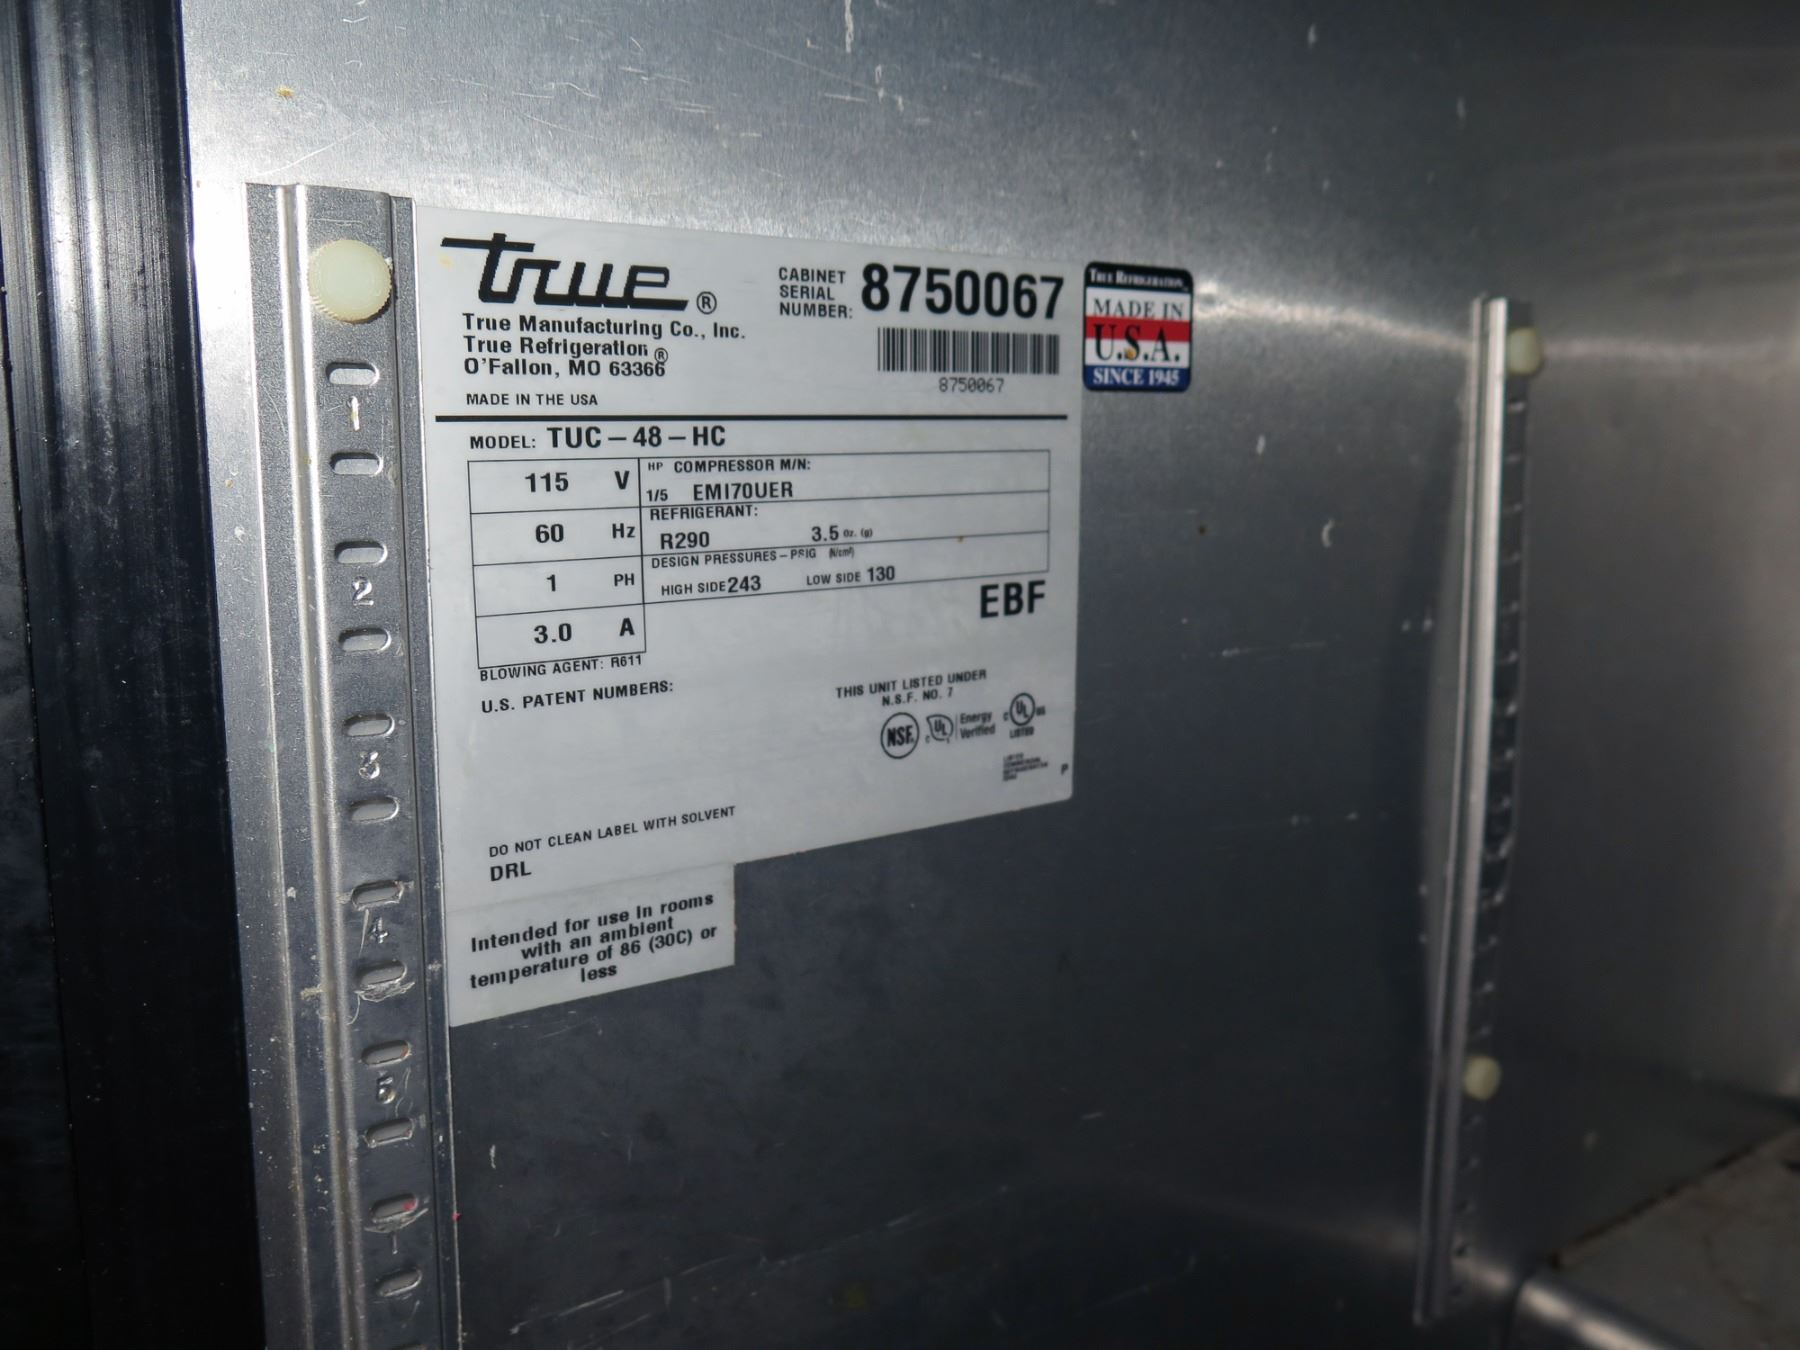 true ®
True Manufacturing Co., Inc.
True Refrigeration ®
O'Fallon, MO 63366
MADE IN THE USA
CABINET SERIAL NUMBER: 8750067
8750067
TRUE REFRIGERATION
MADE IN
U.S.A.
SINCE 1945
MODEL: TUC-48-HC
115 V
60 Hz
1 PH
3.0 A
HP COMPRESSOR M/N:
1/5 EMI70UER
REFRIGERANT:
R290 3.5 Oz. (g)
DESIGN PRESSURES - PSIG (N/cm²)
HIGH SIDE 243 LOW SIDE 130
EBF
BLOWING AGENT: R611
U.S. PATENT NUMBERS:
THIS UNIT LISTED UNDER
N.S.F. NO. 7
NSF
C UL Energy Verified
C UL US LISTED
P
DO NOT CLEAN LABEL WITH SOLVENT
DRL
Intended for use In rooms
with an ambient
temperature of 86 (30C) or
less
1
2
3
4
5